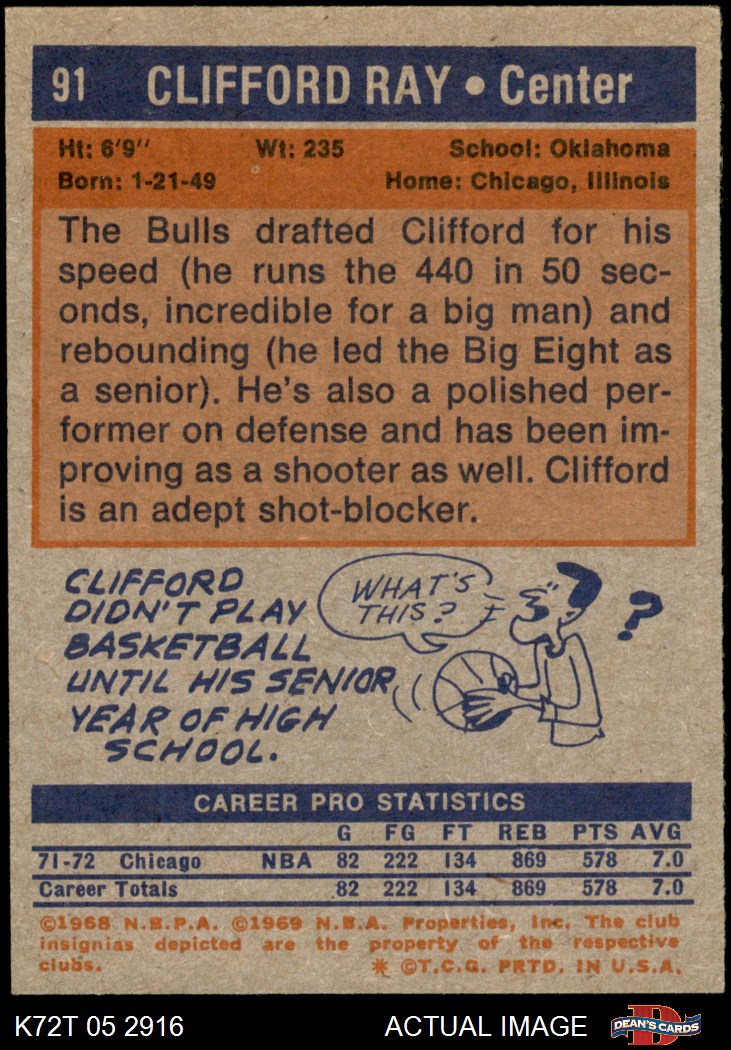 91 CLIFFORD RAY • Center
Ht: 6'9" Wt: 235 School: Oklahoma
Born: 1-21-49 Home: Chicago, Illinois
The Bulls drafted Clifford for his
speed (he runs the 440 in 50 sec-
onds, incredible for a big man) and
rebounding (he led the Big Eight as
a senior). He's also a polished per-
former on defense and has been im-
proving as a shooter as well. Clifford
is an adept shot-blocker.
CLIFFORD
DIDN'T PLAY
BASKETBALL
UNTIL HIS SENIOR
YEAR OF HIGH
SCHOOL.
WHAT'S
THIS?
?
CAREER PRO STATISTICS
G FG FT REB PTS AVG
71-72 Chicago NBA 82 222 134 869 578 7.0
Career Totals 82 222 134 869 578 7.0
©1968 N.B.P.A. ©1969 N.B.A. Properties, Inc. The club
insignias depicted are the property of the respective
clubs.
* ©T.C.G. PRTD. IN U.S.A.
K72T 05 2916 ACTUAL IMAGE
D
DEAN'S CARDS